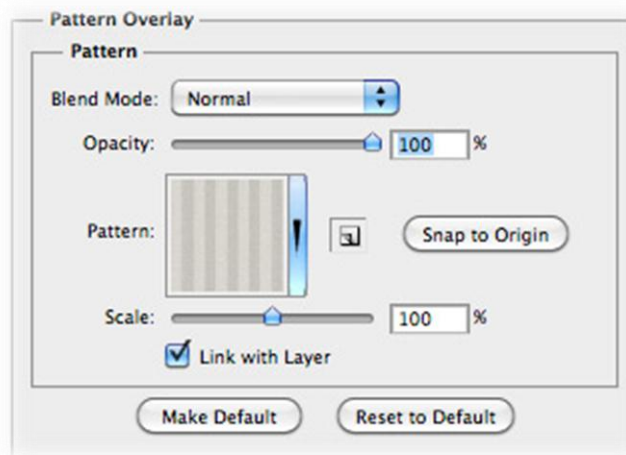 Pattern Overlay
Pattern
Blend Mode: Normal
Opacity: 100 %
Pattern: Snap to Origin
Scale: 100 %
Link with Layer
Make Default Reset to Default